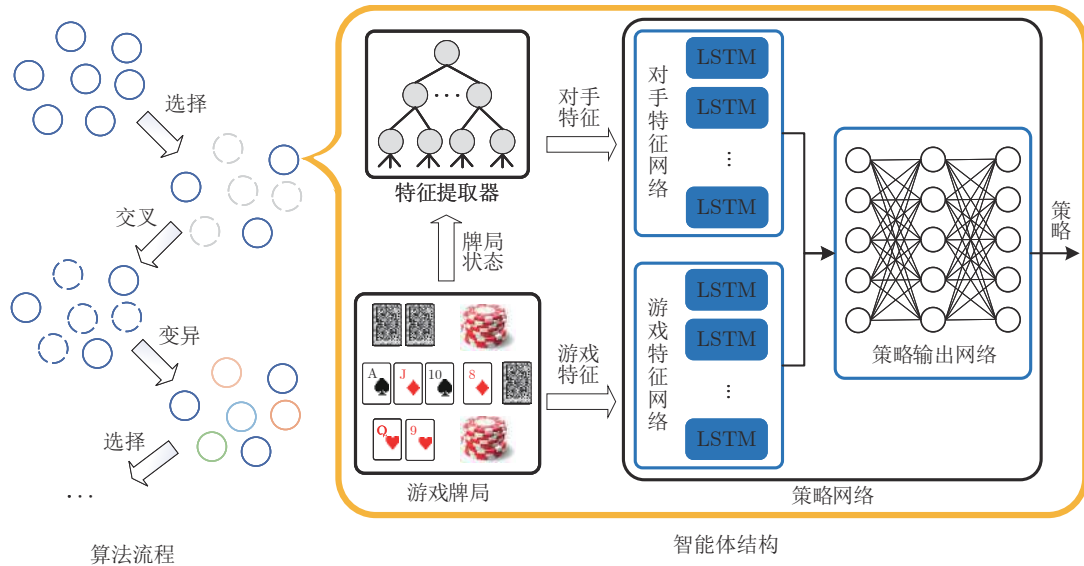 选择
交叉
变异
选择
...
算法流程
特征提取器
牌局
状态
A
J
10
8
Q
9
游戏牌局
对手
特征
游戏
特征
对手特征网络
LSTM
LSTM
...
LSTM
游戏特征网络
LSTM
LSTM
...
LSTM
策略输出网络
策略网络
策略
智能体结构